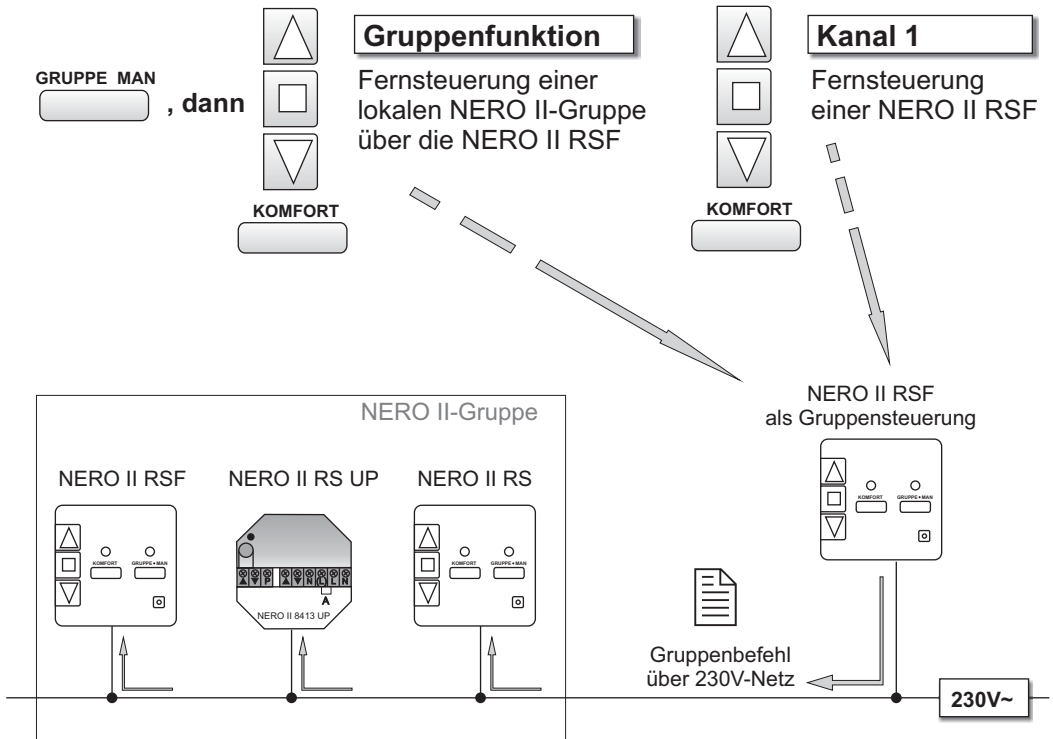 Gruppenfunktion
GRUPPE MAN
, dann
Fernsteuerung einer
lokalen NERO II-Gruppe
über die NERO II RSF
KOMFORT
Kanal 1
Fernsteuerung
einer NERO II RSF
KOMFORT
NERO II RSF
als Gruppensteuerung
KOMFORT
GRUPPE • MAN
NERO II-Gruppe
NERO II RSF
KOMFORT
GRUPPE • MAN
NERO II RS UP
P
N
(L)
L
N
A
NERO II 8413 UP
NERO II RS
KOMFORT
GRUPPE • MAN
Gruppenbefehl
über 230V-Netz
230V~